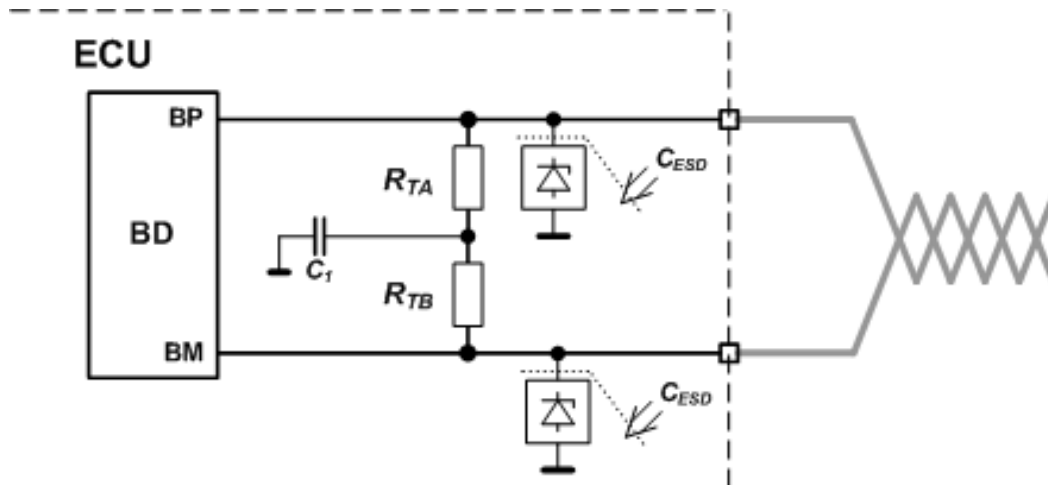 ECU
BP
R_TA
C_ESD
BD
C_1
R_TB
BM
C_ESD